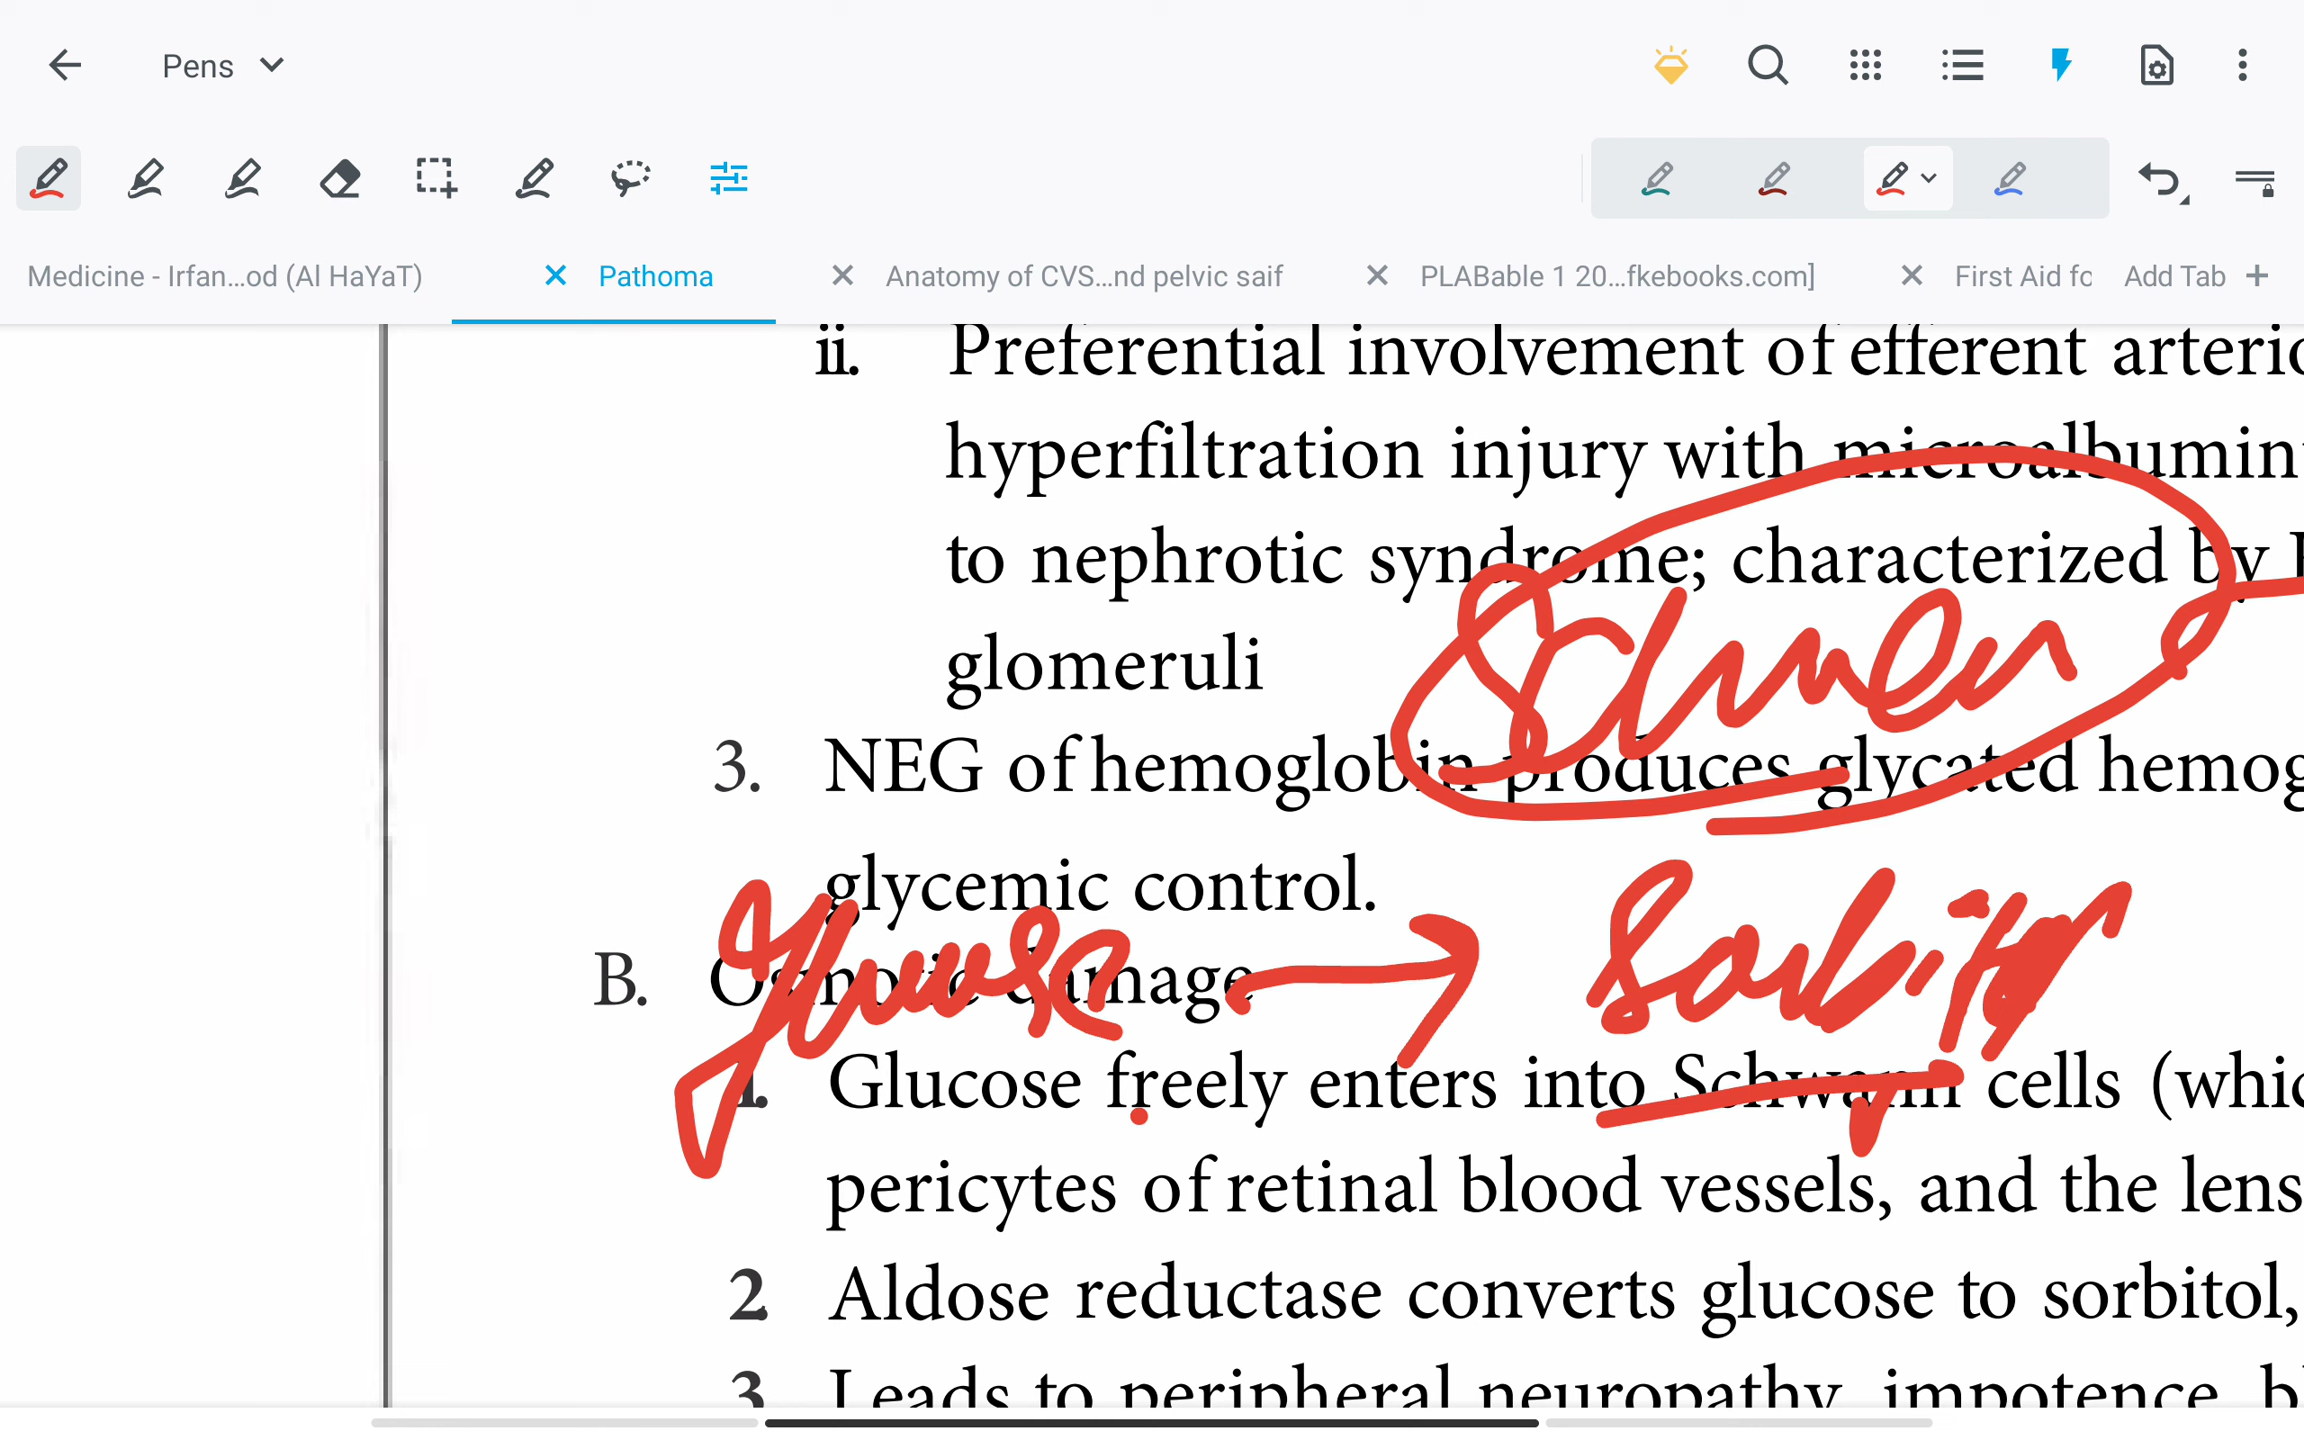 Pens
Medicine - Irfan...od (Al HaYaT)
Pathoma
Anatomy of CVS...nd pelvic saif
PLABable 1 20...fkebooks.com]
First Aid fo
Add Tab +
ii. Preferential involvement of efferent arterio
hyperfiltration injury with microalbumin
to nephrotic syndrome; characterized by
glomeruli
3. NEG of hemoglobin produces glycated hemog
glycemic control.
Glucose → Sorbitol
B. Osmotic damage
1. Glucose freely enters into Schwann cells (whic
pericytes of retinal blood vessels, and the lens
2 Aldose reductase converts glucose to sorbitol,
3 Leads to peripheral neuropathy, impotence, bl